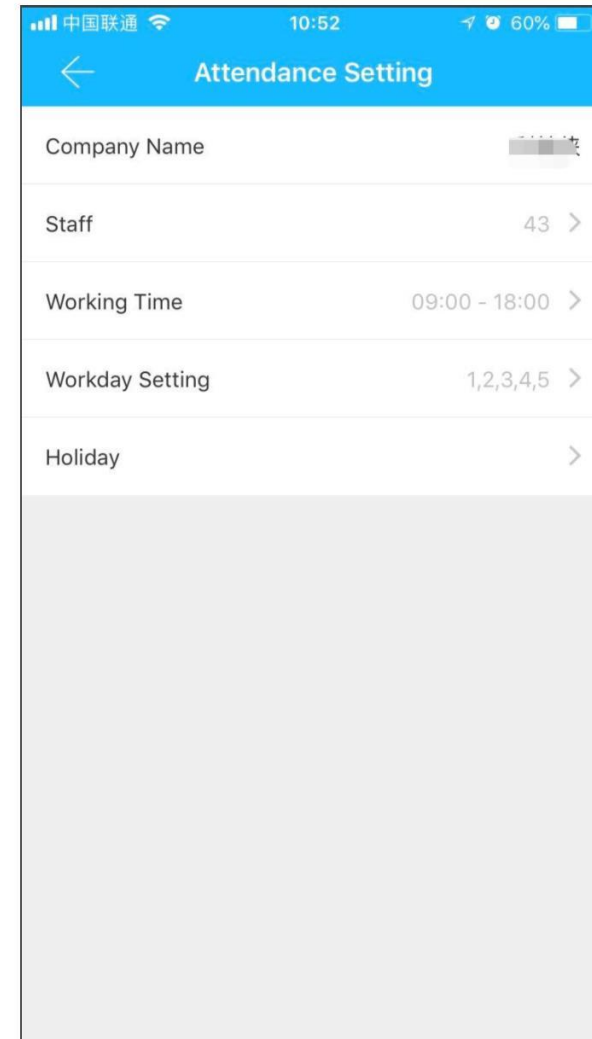 中国联通 10:52 60%
Attendance Setting
Company Name
Staff 43
Working Time 09:00 - 18:00
Workday Setting 1,2,3,4,5
Holiday